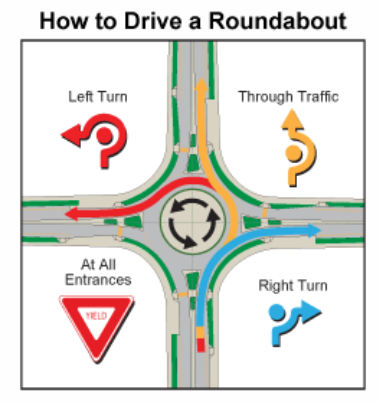 How to Drive a Roundabout
Left Turn
Through Traffic
At All
Entrances
YIELD
Right Turn